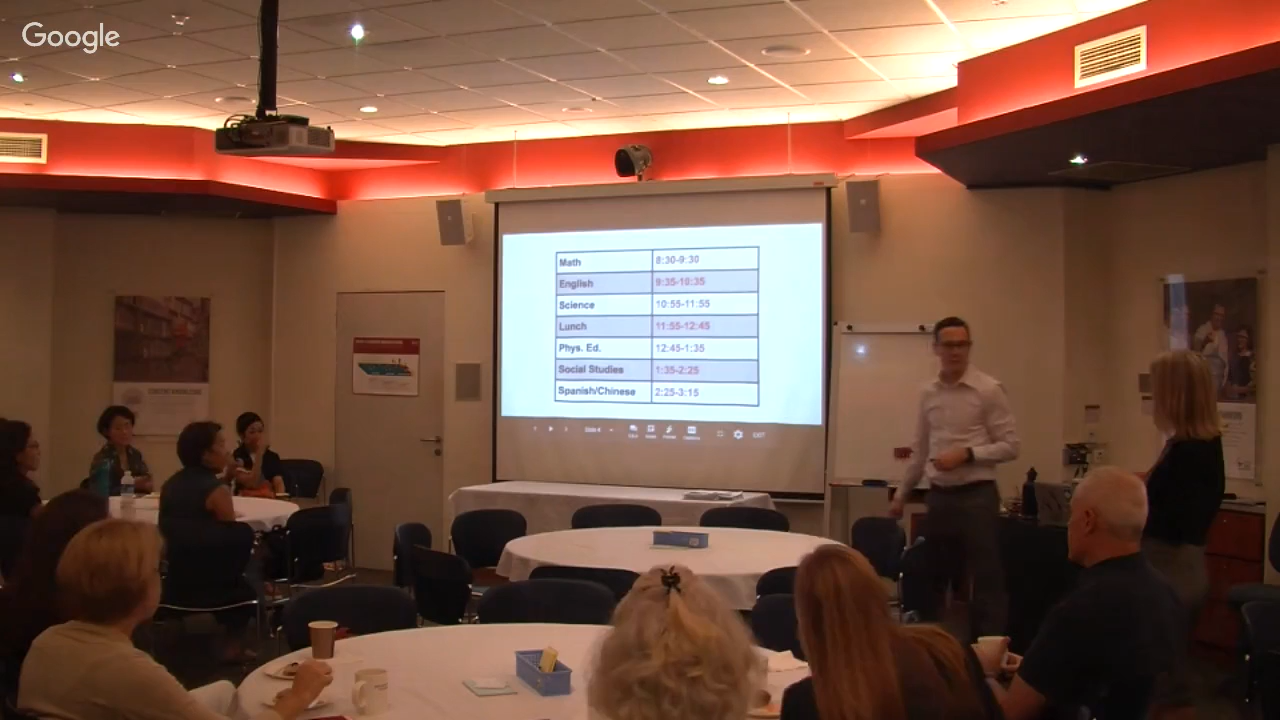 Google
Math 8:30-9:30
English 9:35-10:35
Science 10:55-11:55
Lunch 11:55-12:45
Phys. Ed. 12:45-1:35
Social Studies 1:35-2:25
Spanish/Chinese 2:25-3:15